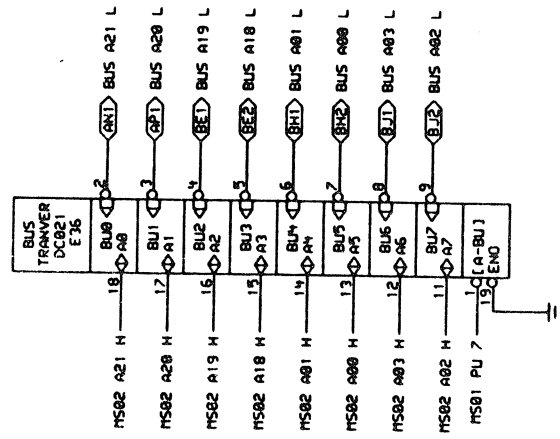 BUS
TRANVER
DC021
E36
MS02 A21 H 18 A0 BU0 2 AN1 BUS A21 L
MS02 A20 H 17 A1 BU1 3 AP1 BUS A20 L
MS02 A19 H 16 A2 BU2 4 BE1 BUS A19 L
MS02 A18 H 15 A3 BU3 5 BE2 BUS A18 L
MS02 A01 H 14 A4 BU4 6 BH1 BUS A01 L
MS02 A00 H 13 A5 BU5 7 BH2 BUS A00 L
MS02 A03 H 12 A6 BU6 8 BJ1 BUS A03 L
MS02 A02 H 11 A7 BU7 9 BJ2 BUS A02 L
MS01 PU 7 1 [A-BU]
19 ENO